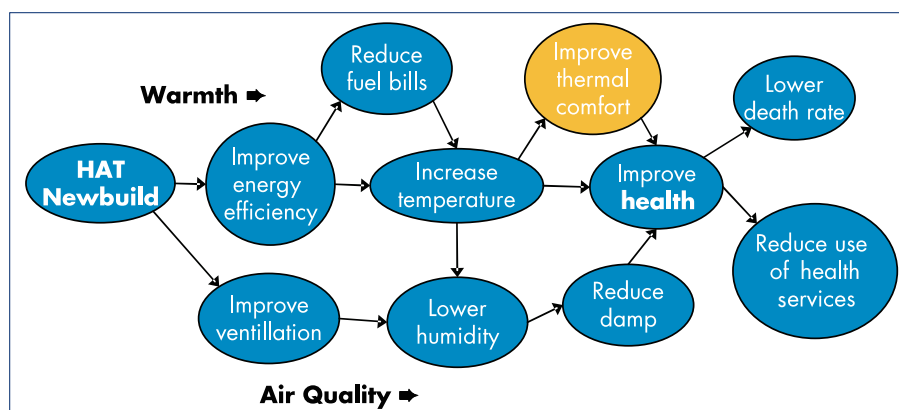 Warmth ➨
HAT
Newbuild
Improve
energy
efficiency
Reduce
fuel bills
Increase
temperature
Improve
thermal
comfort
Improve
health
Lower
death rate
Reduce use
of health
services
Improve
ventillation
Lower
humidity
Reduce
damp
Air Quality ➨